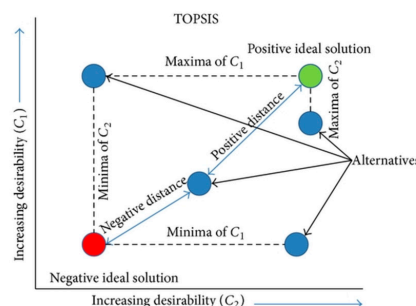 TOPSIS
Positive ideal solution
Maxima of C₁
Maxima of C₂
Increasing desirability (C₁)
Minima of C₂
Positive distance
Alternatives
Negative distance
Minima of C₁
Negative ideal solution
Increasing desirability (C₂)